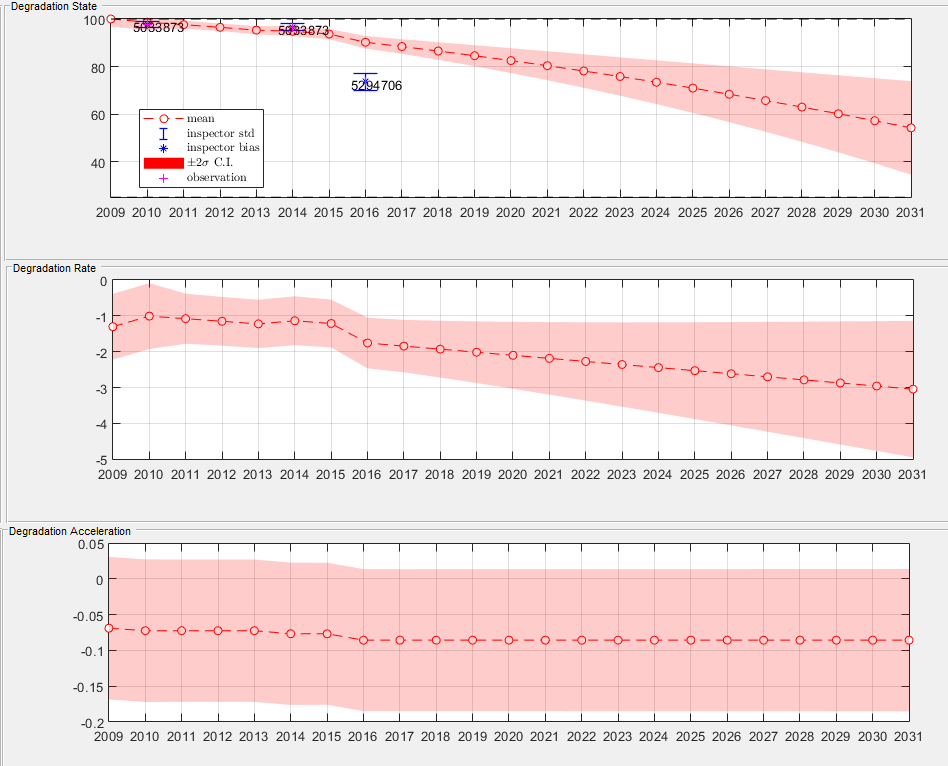 Degradation State
100
80
60
40
5033873
5033873
5294706
mean
inspector std
inspector bias
±2σ C.I.
observation
2009 2010 2011 2012 2013 2014 2015 2016 2017 2018 2019 2020 2021 2022 2023 2024 2025 2026 2027 2028 2029 2030 2031
Degradation Rate
0
-1
-2
-3
-4
-5
2009 2010 2011 2012 2013 2014 2015 2016 2017 2018 2019 2020 2021 2022 2023 2024 2025 2026 2027 2028 2029 2030 2031
Degradation Acceleration
0.05
0
-0.05
-0.1
-0.15
-0.2
2009 2010 2011 2012 2013 2014 2015 2016 2017 2018 2019 2020 2021 2022 2023 2024 2025 2026 2027 2028 2029 2030 2031